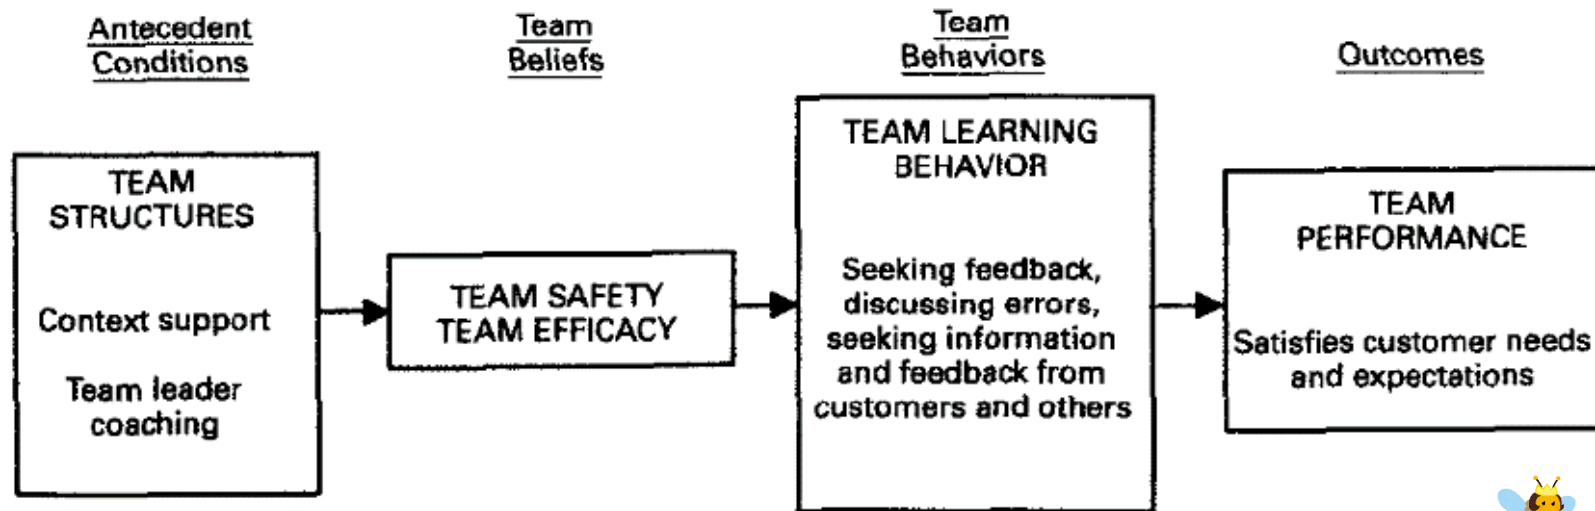 Antecedent
Conditions
Team
Beliefs
Team
Behaviors
Outcomes
TEAM
STRUCTURES
Context support
Team leader
coaching
TEAM SAFETY
TEAM EFFICACY
TEAM LEARNING
BEHAVIOR
Seeking feedback,
discussing errors,
seeking information
and feedback from
customers and others
TEAM
PERFORMANCE
Satisfies customer needs
and expectations